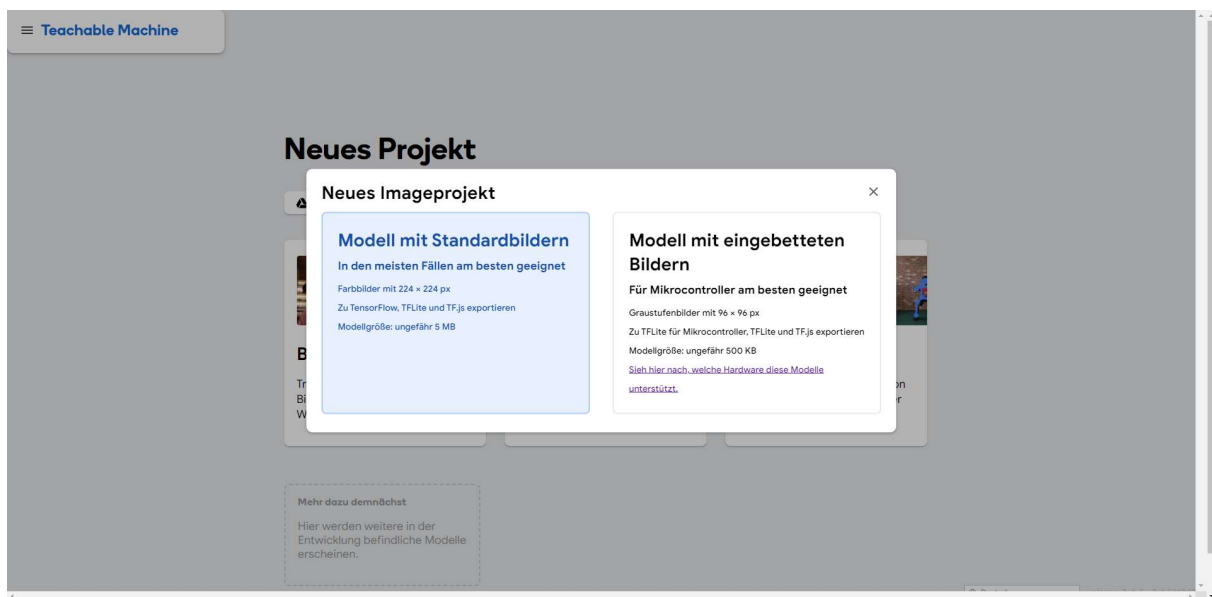 Teachable Machine
Neues Projekt
Neues Imageprojekt
Modell mit Standardbildern
In den meisten Fällen am besten geeignet
Farbbilder mit 224 × 224 px
Zu TensorFlow, TFLite und TF.js exportieren
Modellgröße: ungefähr 5 MB
Modell mit eingebetteten
Bildern
Für Mikrocontroller am besten geeignet
Graustufenbilder mit 96 × 96 px
Zu TFLite für Mikrocontroller, TFLite und TF.js exportieren
Modellgröße: ungefähr 500 KB
Sieh hier nach, welche Hardware diese Modelle
unterstützt.
Mehr dazu demnächst
Hier werden weitere in der
Entwicklung befindliche Modelle
erscheinen.